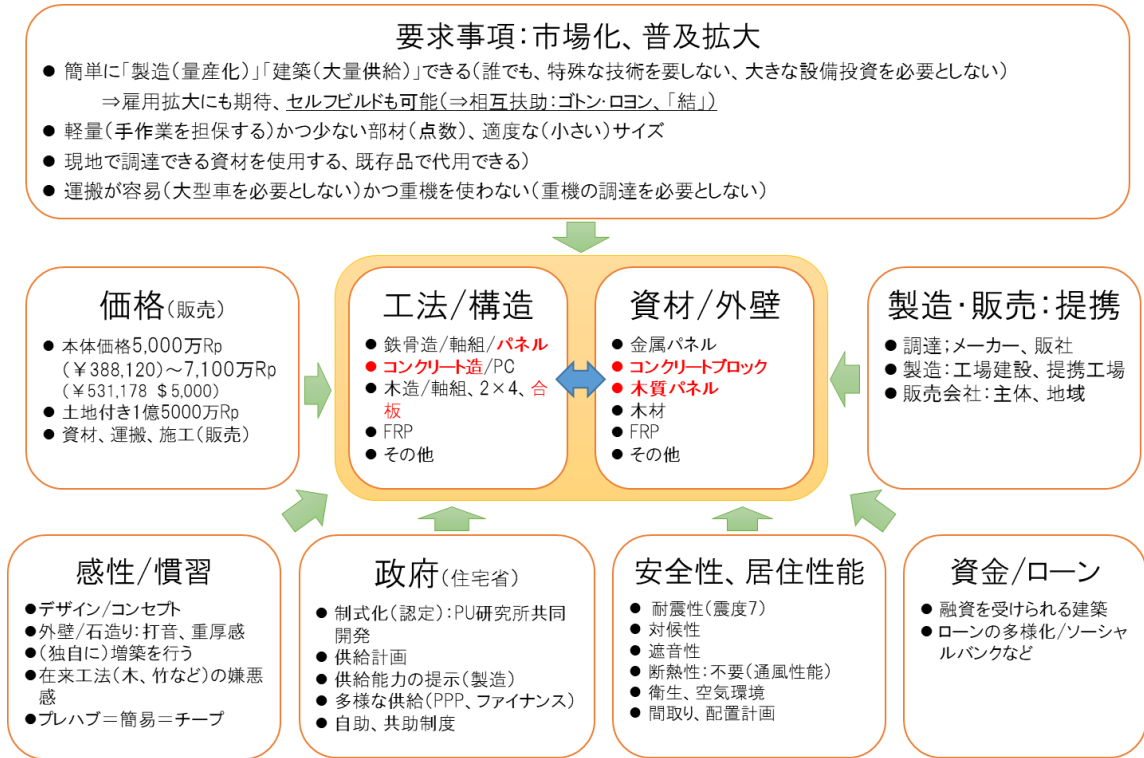 要求事項：市場化、普及拡大
● 簡単に「製造（量産化）」「建築（大量供給）」できる（誰でも、特殊な技術を要しない、大きな設備投資を必要としない）
⇒雇用拡大にも期待、セルフビルドも可能（⇒相互扶助：ゴトン・ロヨン、「結」）
● 軽量（手作業を担保する）かつ少ない部材（点数）、適度な（小さい）サイズ
● 現地で調達できる資材を使用する、既存品で代用できる）
● 運搬が容易（大型車を必要としない）かつ重機を使わない（重機の調達を必要としない）
価格（販売）
● 本体価格5,000万Rp
（￥388,120）～7,100万Rp
（￥531,178 ＄5,000）
● 土地付き1億5000万Rp
● 資材、運搬、施工（販売）
工法/構造
● 鉄骨造/軸組/パネル
● コンクリート造/PC
● 木造/軸組、2×4、合
板
● FRP
● その他
資材/外壁
● 金属パネル
● コンクリートブロック
● 木質パネル
● 木材
● FRP
● その他
製造・販売：提携
● 調達；メーカー、販社
● 製造：工場建設、提携工場
● 販売会社：主体、地域
感性/慣習
●デザイン/コンセプト
●外壁/石造り：打音、重厚感
●（独自に）増築を行う
●在来工法（木、竹など）の嫌悪
感
●プレハブ＝簡易＝チープ
政府（住宅省）
● 制式化（認定）：PU研究所共同
開発
● 供給計画
● 供給能力の提示（製造）
● 多様な供給（PPP、ファイナンス）
● 自助、共助制度
安全性、居住性能
● 耐震性（震度7）
● 対候性
● 遮音性
● 断熱性：不要（通風性能）
● 衛生、空気環境
● 間取り、配置計画
資金/ローン
● 融資を受けられる建築
● ローンの多様化/ソーシャ
ルバンクなど